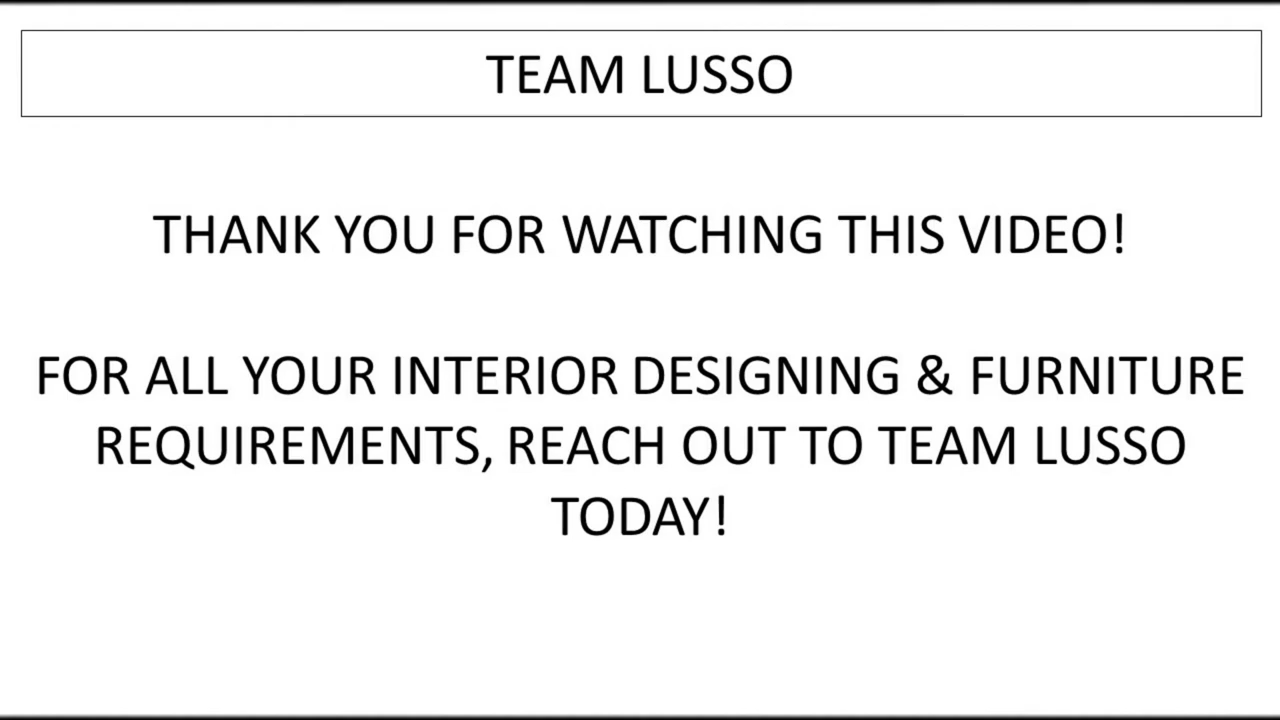 TEAM LUSSO
THANK YOU FOR WATCHING THIS VIDEO!
FOR ALL YOUR INTERIOR DESIGNING & FURNITURE
REQUIREMENTS, REACH OUT TO TEAM LUSSO
TODAY!